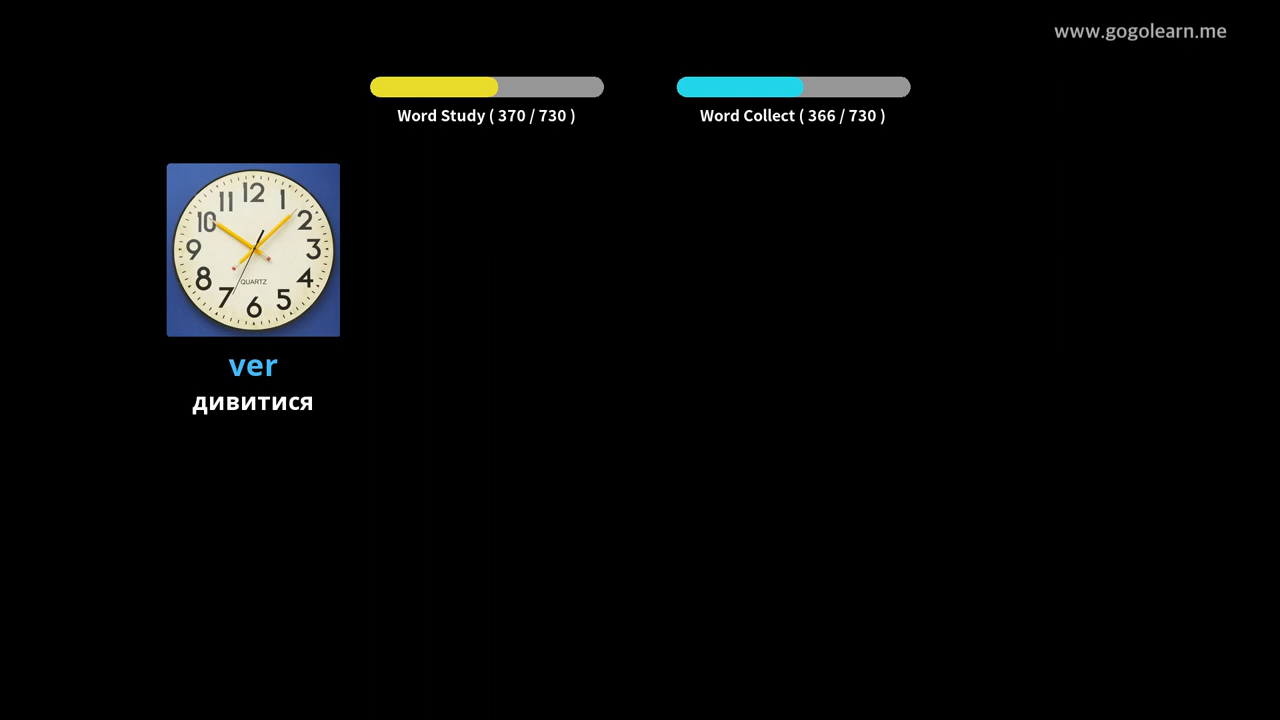 www.gogolearn.me
Word Study ( 370 / 730 )
Word Collect ( 366 / 730 )
12
1
2
3
4
5
6
7
8
9
10
11
QUARTZ
ver
дивитися